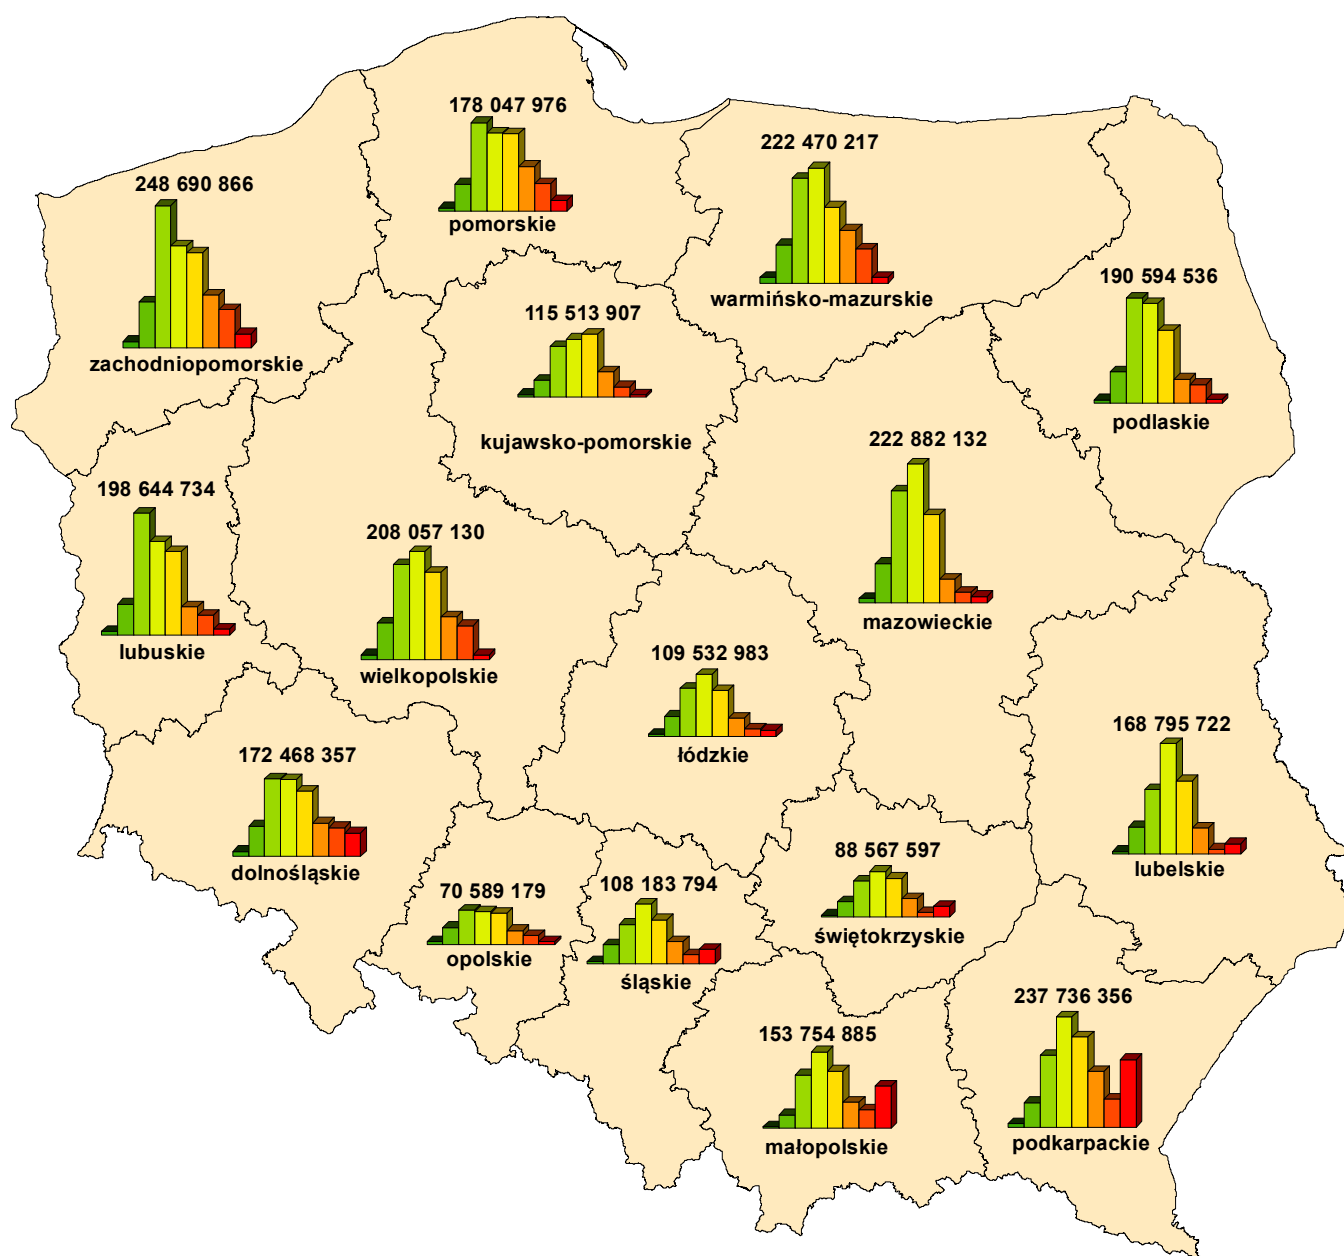 178 047 976
pomorskie
222 470 217
warmińsko-mazurskie
248 690 866
zachodniopomorskie
190 594 536
podlaskie
115 513 907
kujawsko-pomorskie
222 882 132
mazowieckie
198 644 734
lubuskie
208 057 130
wielkopolskie
109 532 983
łódzkie
168 795 722
lubelskie
172 468 357
dolnośląskie
88 567 597
świętokrzyskie
70 589 179
opolskie
108 183 794
śląskie
153 754 885
małopolskie
237 736 356
podkarpackie